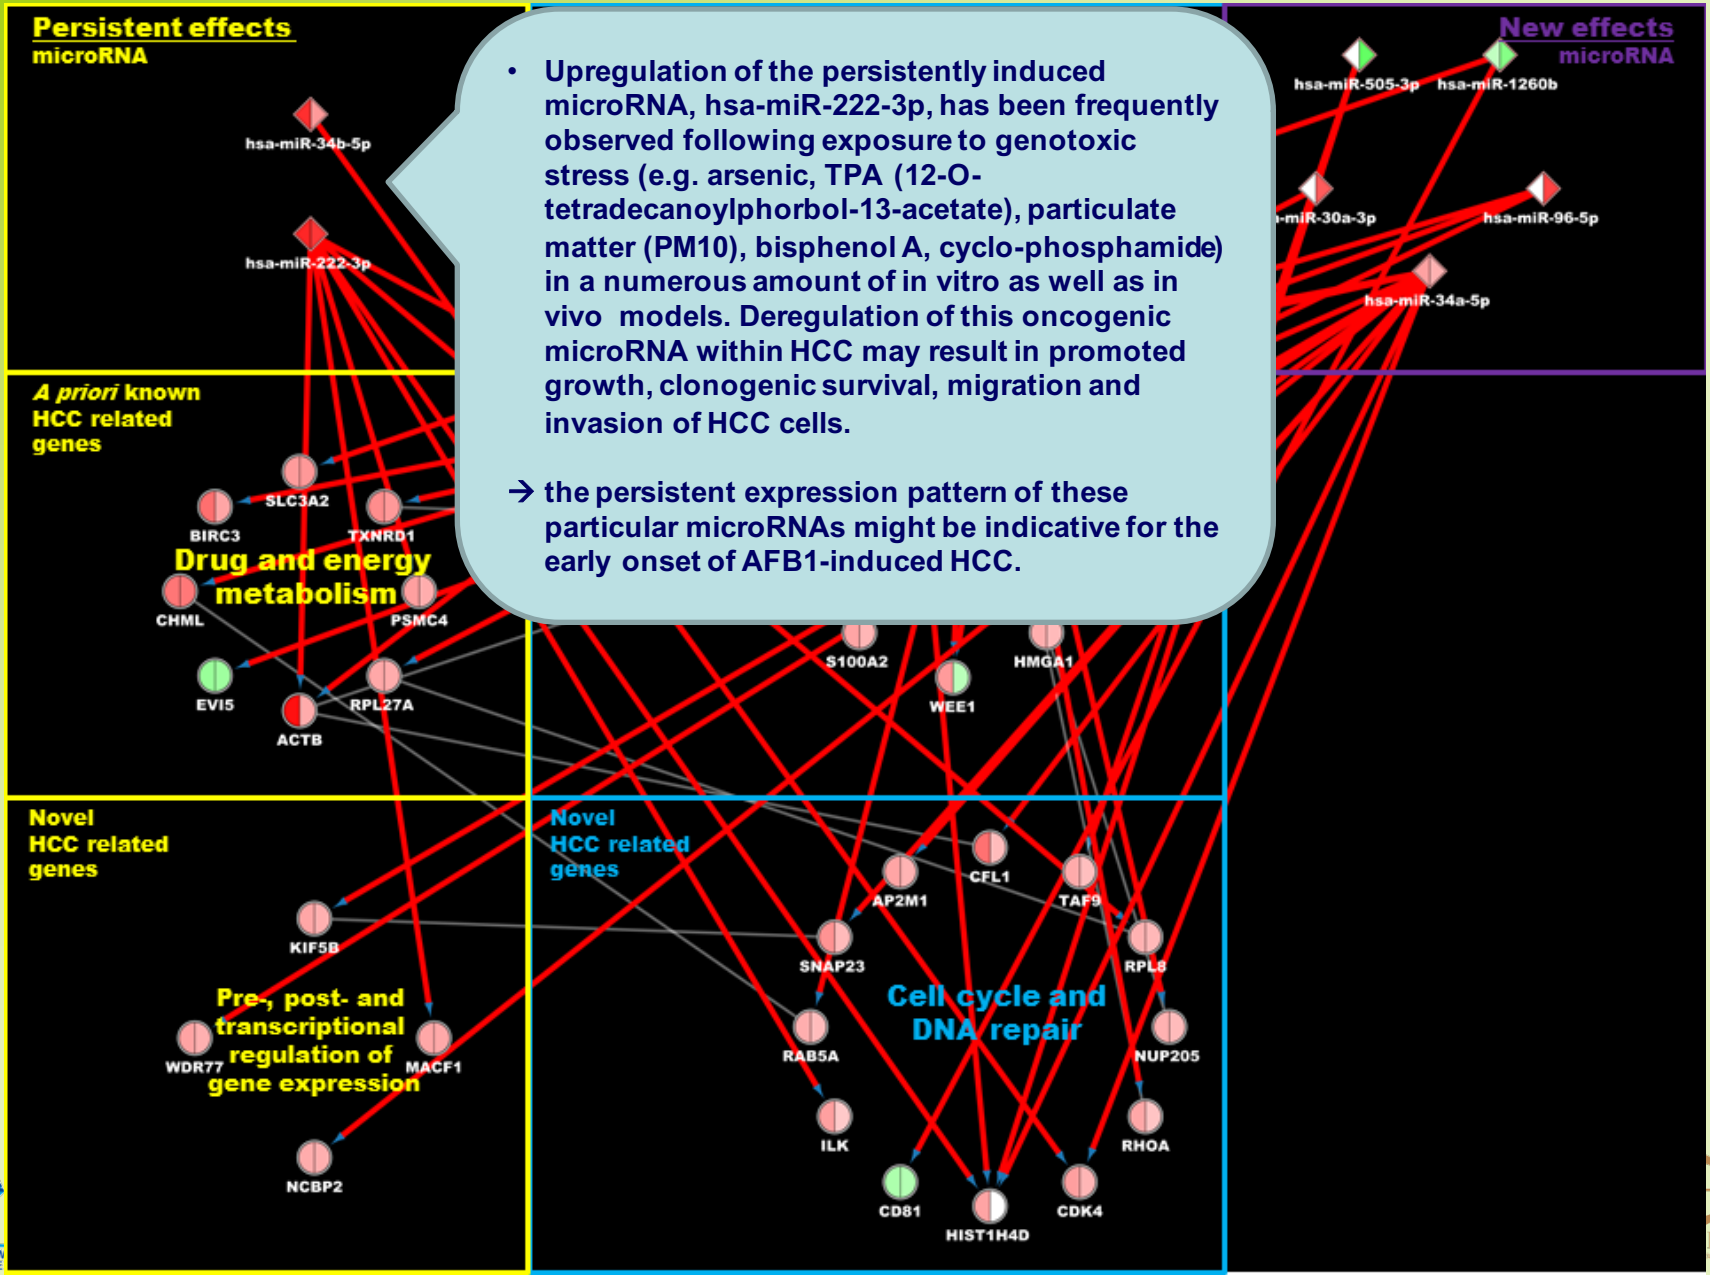 Persistent effects
microRNA
hsa-miR-34b-5p
hsa-miR-222-3p
• Upregulation of the persistently induced
microRNA, hsa-miR-222-3p, has been frequently
observed following exposure to genotoxic
stress (e.g. arsenic, TPA (12-O-
tetradecanoylphorbol-13-acetate), particulate
matter (PM10), bisphenol A, cyclo-phosphamide)
in a numerous amount of in vitro as well as in
vivo models. Deregulation of this oncogenic
microRNA within HCC may result in promoted
growth, clonogenic survival, migration and
invasion of HCC cells.
→ the persistent expression pattern of these
particular microRNAs might be indicative for the
early onset of AFB1-induced HCC.
New effects
microRNA
hsa-miR-505-3p
hsa-miR-1260b
-miR-30a-3p
hsa-miR-96-5p
hsa-miR-34a-5p
A priori known
HCC related
genes
SLC3A2
BIRC3
TXNRD1
Drug and energy
metabolism
CHML
PSMC4
EVI5
RPL27A
ACTB
S100A2
HMGA1
WEE1
Novel
HCC related
genes
KIF5B
Pre-, post- and
transcriptional
regulation of
gene expression
WDR77
MACF1
NCBP2
Novel
HCC related
genes
CFL1
AP2M1
TAF9
SNAP23
RPL8
Cell cycle and
DNA repair
RAB5A
NUP205
ILK
RHOA
CD81
CDK4
HIST1H4D